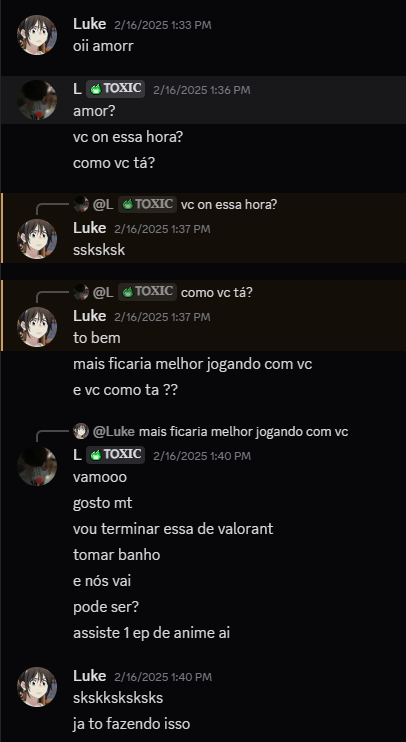 Luke 2/16/2025 1:33 PM
oii amorr
L TOXIC 2/16/2025 1:36 PM
amor?
vc on essa hora?
como vc tá?
@L TOXIC vc on essa hora?
Luke 2/16/2025 1:37 PM
ssksksk
@L TOXIC como vc tá?
Luke 2/16/2025 1:37 PM
to bem
mais ficaria melhor jogando com vc
e vc como ta ??
@Luke mais ficaria melhor jogando com vc
L TOXIC 2/16/2025 1:40 PM
vamooo
gosto mt
vou terminar essa de valorant
tomar banho
e nós vai
pode ser?
assiste 1 ep de anime ai
Luke 2/16/2025 1:40 PM
skskksksksks
ja to fazendo isso